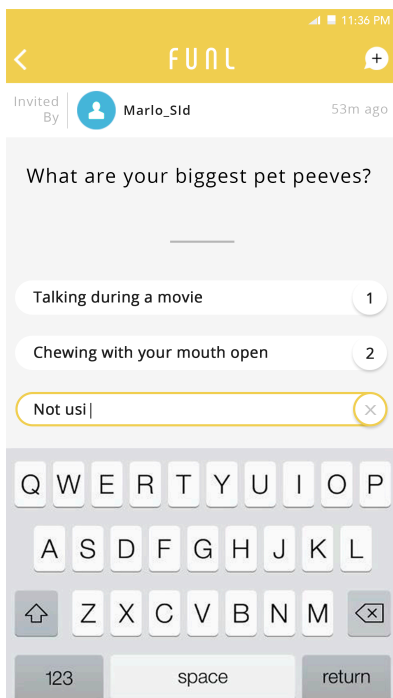 11:36 PM
FUNL
Invited By
Marlo_Sld
53m ago
What are your biggest pet peeves?
Talking during a movie 1
Chewing with your mouth open 2
Not usi
Q W E R T Y U I O P
A S D F G H J K L
Z X C V B N M
123 space return